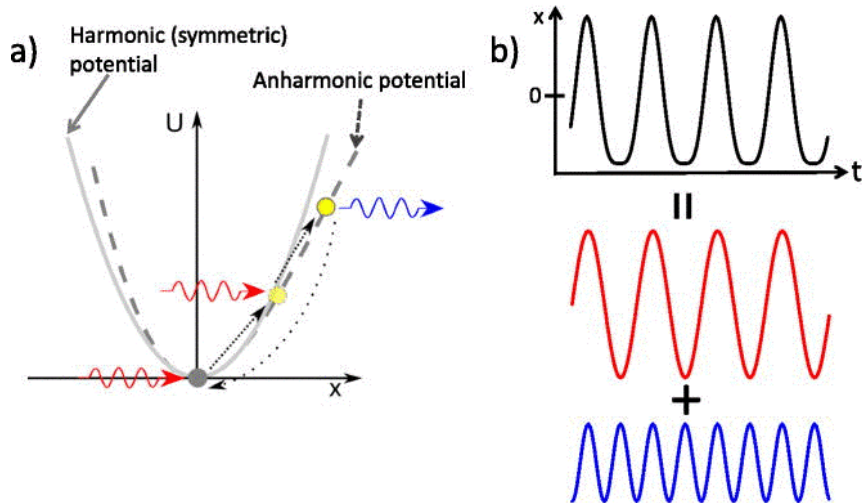 a)
Harmonic (symmetric)
potential
Anharmonic potential
U
x
b)
x
0
t
=
+